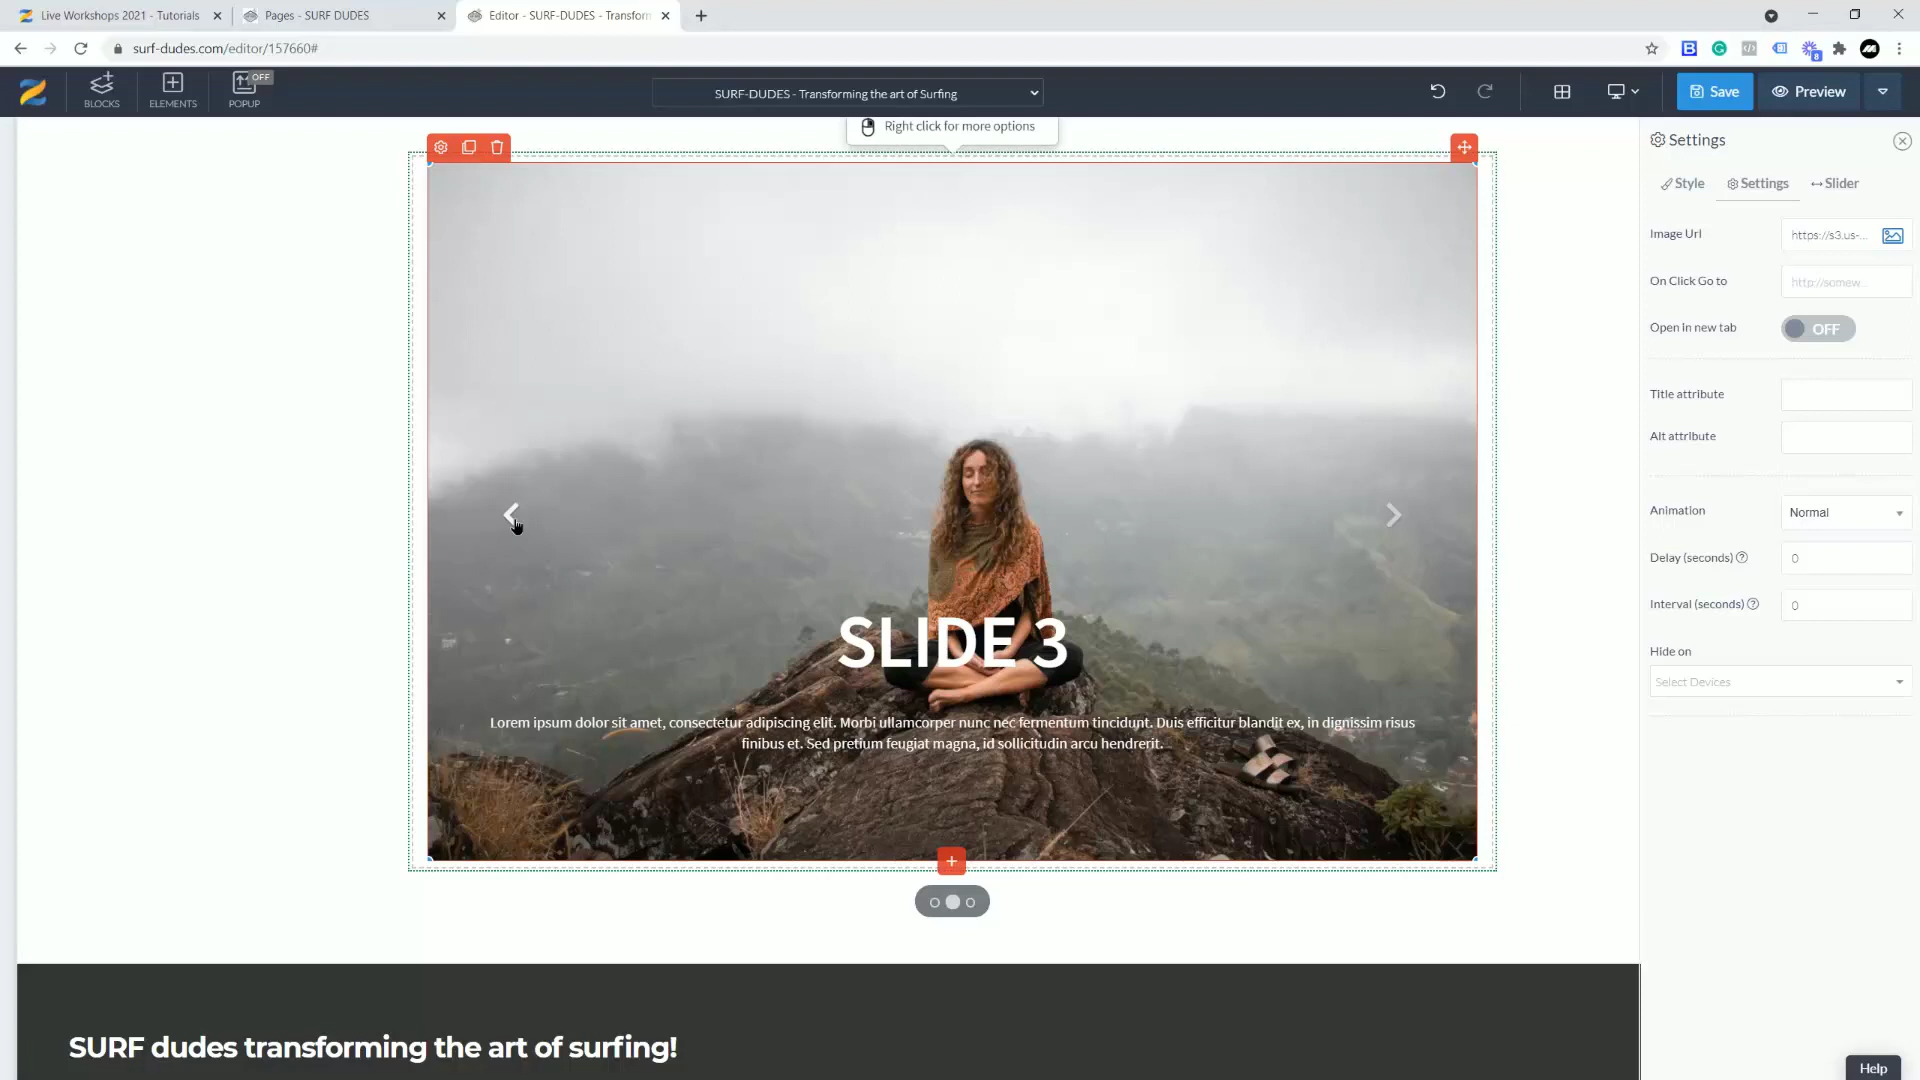 Live Workshops 2021 - Tutorials
Pages - SURF DUDES
Editor - SURF-DUDES - Transform
surf-dudes.com/editor/157660#
8
BLOCKS
ELEMENTS
OFF
POPUP
SURF-DUDES - Transforming the art of Surfing
Save
Preview
Right click for more options
Settings
Style
Settings
Slider
Image Url
https://s3.us-...
On Click Go to
http://somew...
Open in new tab
OFF
Title attribute
Alt attribute
Animation
Normal
Delay (seconds)
0
Interval (seconds)
0
Hide on
Select Devices
SLIDE 3
Lorem ipsum dolor sit amet, consectetur adipiscing elit. Morbi ullamcorper nunc nec fermentum tincidunt. Duis efficitur blandit ex, in dignissim risus
finibus et. Sed pretium feugiat magna, id sollicitudin arcu hendrerit.
SURF dudes transforming the art of surfing!
Help